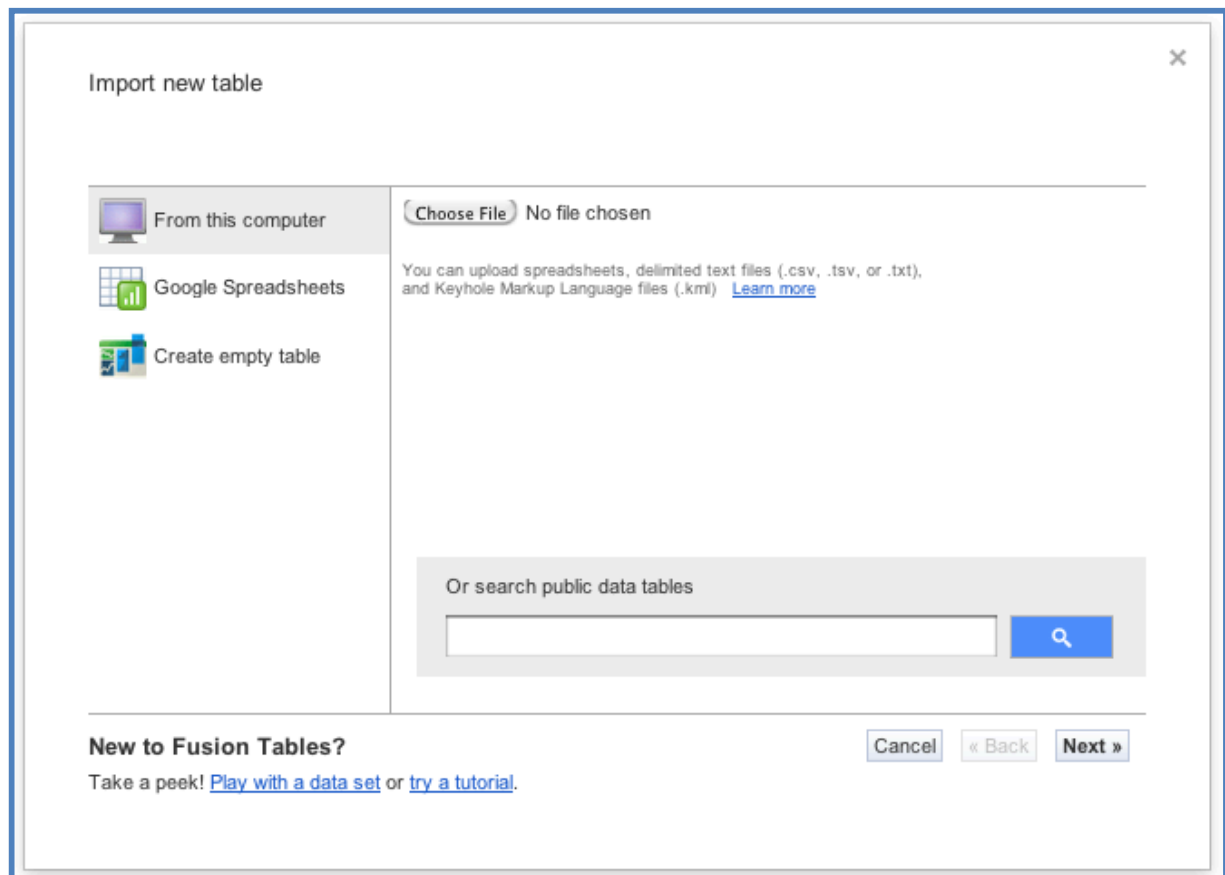 Import new table
From this computer
Google Spreadsheets
Create empty table
Choose File No file chosen
You can upload spreadsheets, delimited text files (.csv, .tsv, or .txt),
and Keyhole Markup Language files (.kml) Learn more
Or search public data tables
New to Fusion Tables?
Take a peek! Play with a data set or try a tutorial.
Cancel « Back Next »